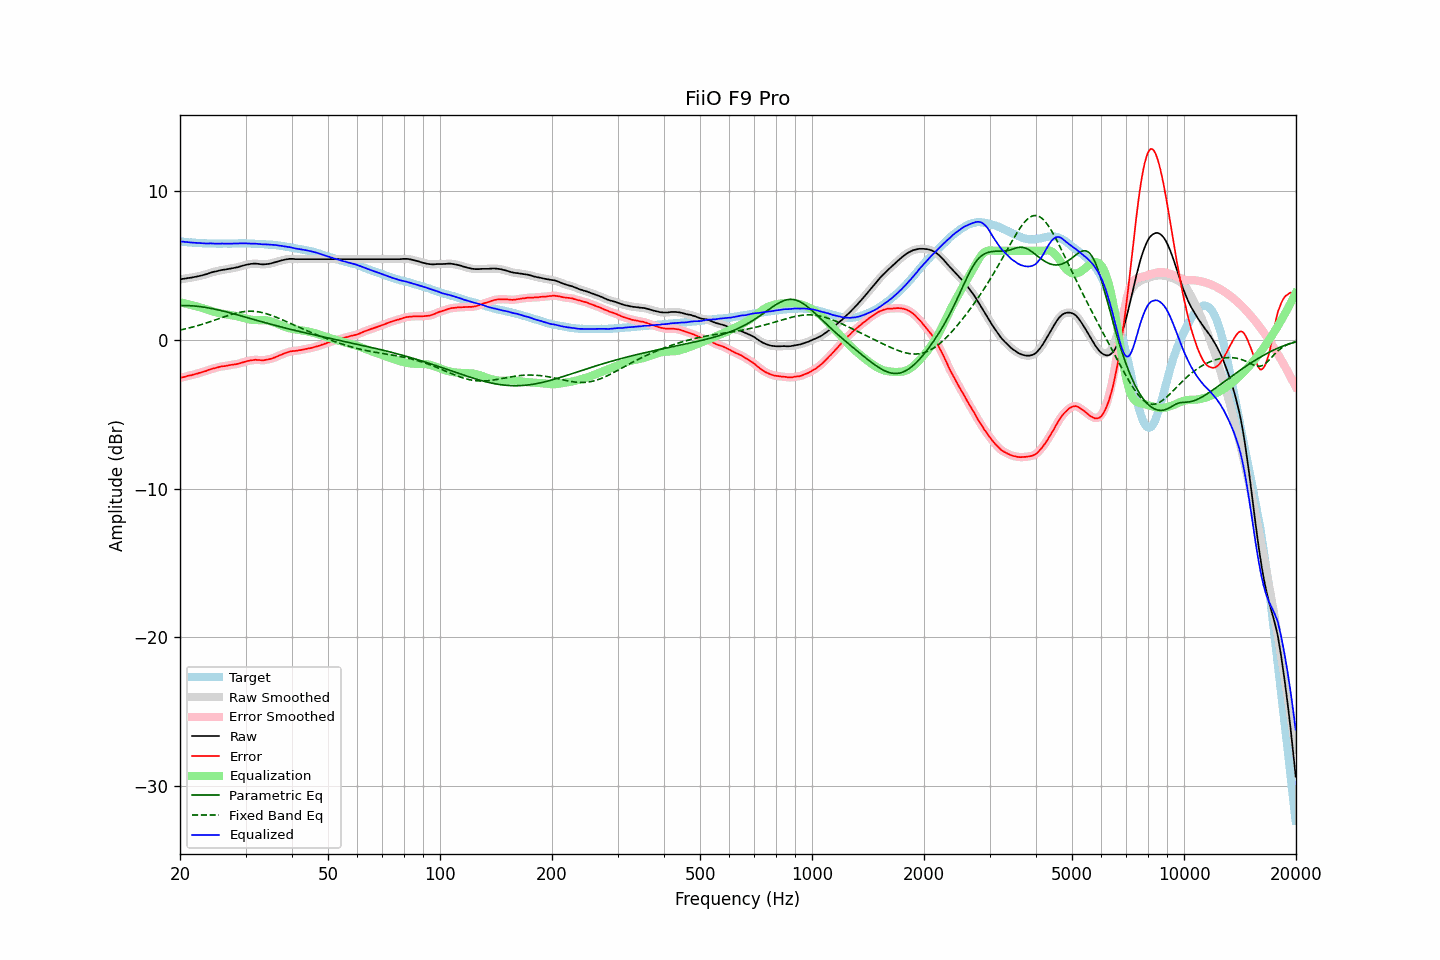 FiiO F9 Pro
Amplitude (dBr)
10
0
−10
−20
−30
Target
Raw Smoothed
Error Smoothed
Raw
Error
Equalization
Parametric Eq
Fixed Band Eq
Equalized
20 50 100 200 500 1000 2000 5000 10000 20000
Frequency (Hz)